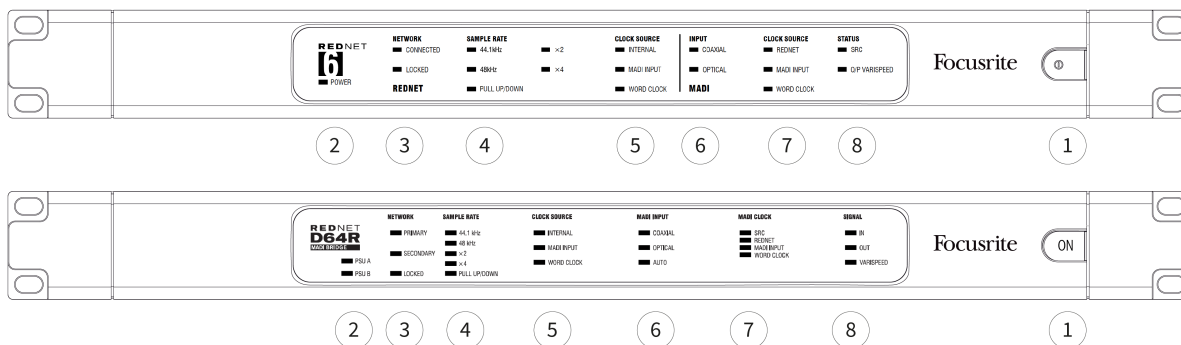 REDNET
6
POWER
NETWORK
CONNECTED
LOCKED
REDNET
SAMPLE RATE
44.1kHz
×2
48kHz
×4
PULL UP/DOWN
CLOCK SOURCE
INTERNAL
MADI INPUT
WORD CLOCK
INPUT
COAXIAL
OPTICAL
MADI
CLOCK SOURCE
REDNET
MADI INPUT
WORD CLOCK
STATUS
SRC
O/P VARISPEED
Focusrite
2
3
4
5
6
7
8
1
REDNET
D64R
MADI BRIDGE
PSU A
PSU B
NETWORK
PRIMARY
SECONDARY
LOCKED
SAMPLE RATE
44.1 kHz
48 kHz
×2
×4
PULL UP/DOWN
CLOCK SOURCE
INTERNAL
MADI INPUT
WORD CLOCK
MADI INPUT
COAXIAL
OPTICAL
AUTO
MADI CLOCK
SRC
REDNET
MADI INPUT
WORD CLOCK
SIGNAL
IN
OUT
VARISPEED
Focusrite
ON
2
3
4
5
6
7
8
1